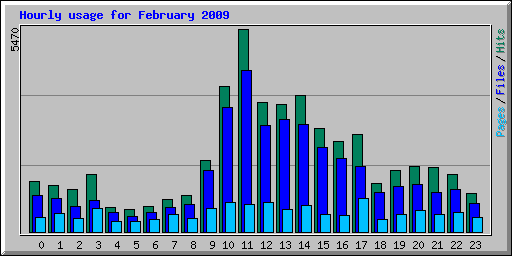 Hourly usage for February 2009
5470
Pages / Files / Hits
0 1 2 3 4 5 6 7 8 9 10 11 12 13 14 15 16 17 18 19 20 21 22 23